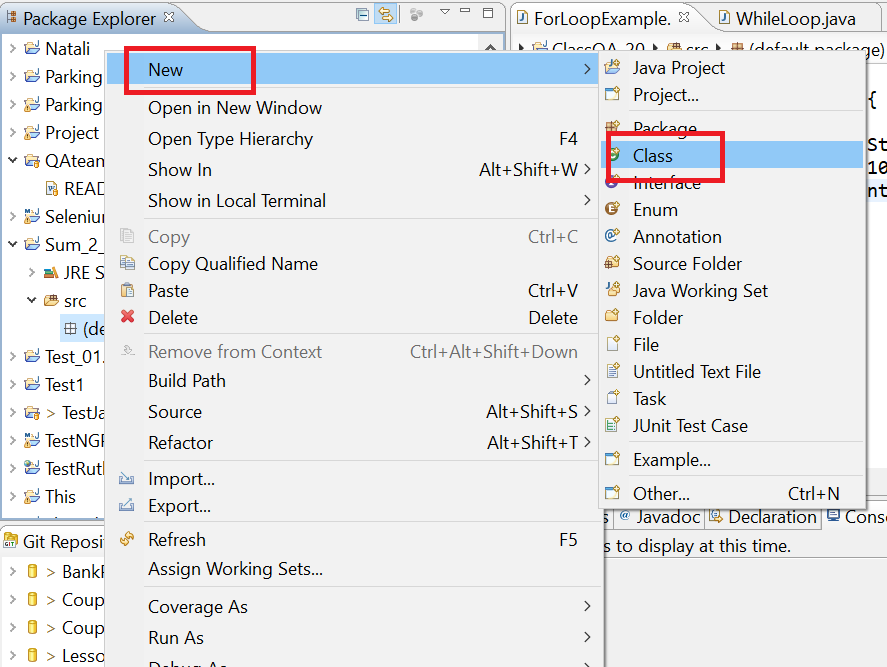 Package Explorer
ForLoopExample.
WhileLoop.java
Natali
Parking
Parking
Project
QAtean
READ
Seleniun
Sum_2_
JRE S
src
(de
Test_01.
Test1
> TestJa
TestNGF
TestRutl
This
Git Reposit
> BankF
> Coup
> Coup
> Lesso
New
Open in New Window
Open Type Hierarchy F4
Show In Alt+Shift+W
Show in Local Terminal
Copy Ctrl+C
Copy Qualified Name
Paste Ctrl+V
Delete Delete
Remove from Context Ctrl+Alt+Shift+Down
Build Path
Source Alt+Shift+S
Refactor Alt+Shift+T
Import...
Export...
Refresh F5
Assign Working Sets...
Coverage As
Run As
Debug As
ClassQA_20 src (default package)
Java Project
Project...
Package
Class
Interface
Enum
Annotation
Source Folder
Java Working Set
Folder
File
Untitled Text File
Task
JUnit Test Case
Example...
Other... Ctrl+N
{
St
10
nt
s @ Javadoc Declaration Conso
s to display at this time.